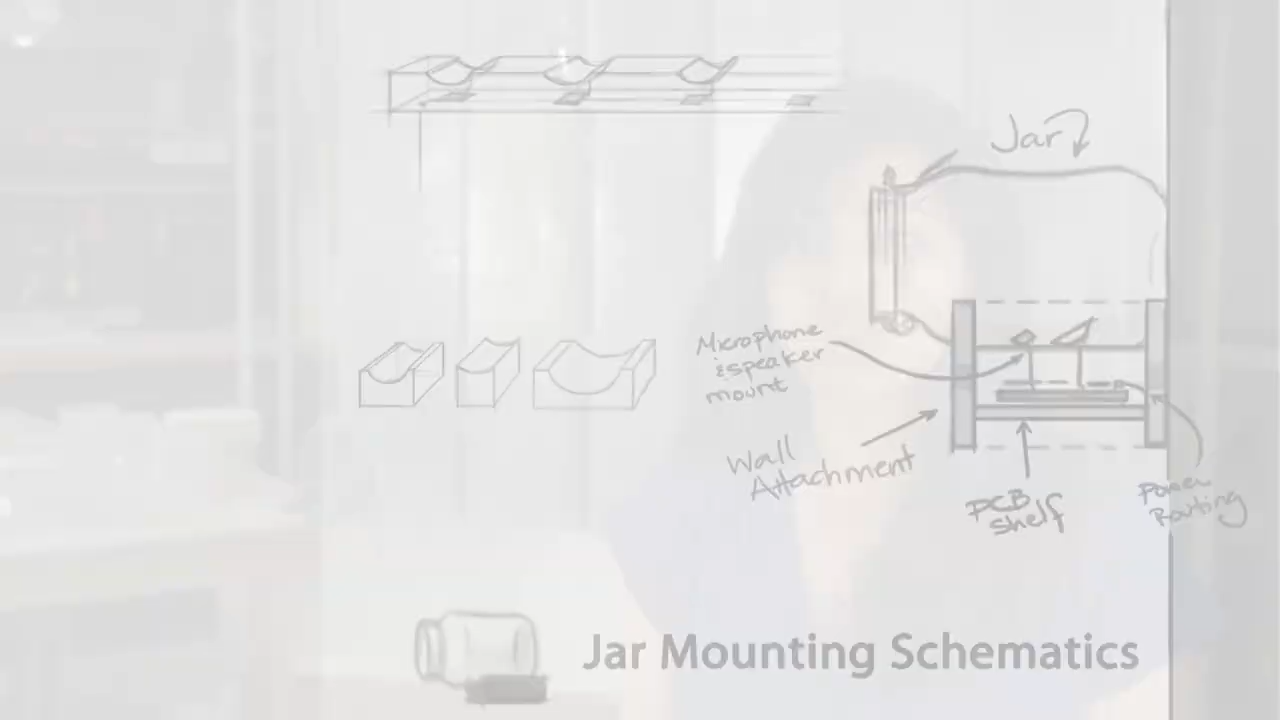 Jar
Microphone
& speaker
mount
Wall
Attachment
PCB
shelf
Power
Routing
Jar Mounting Schematics